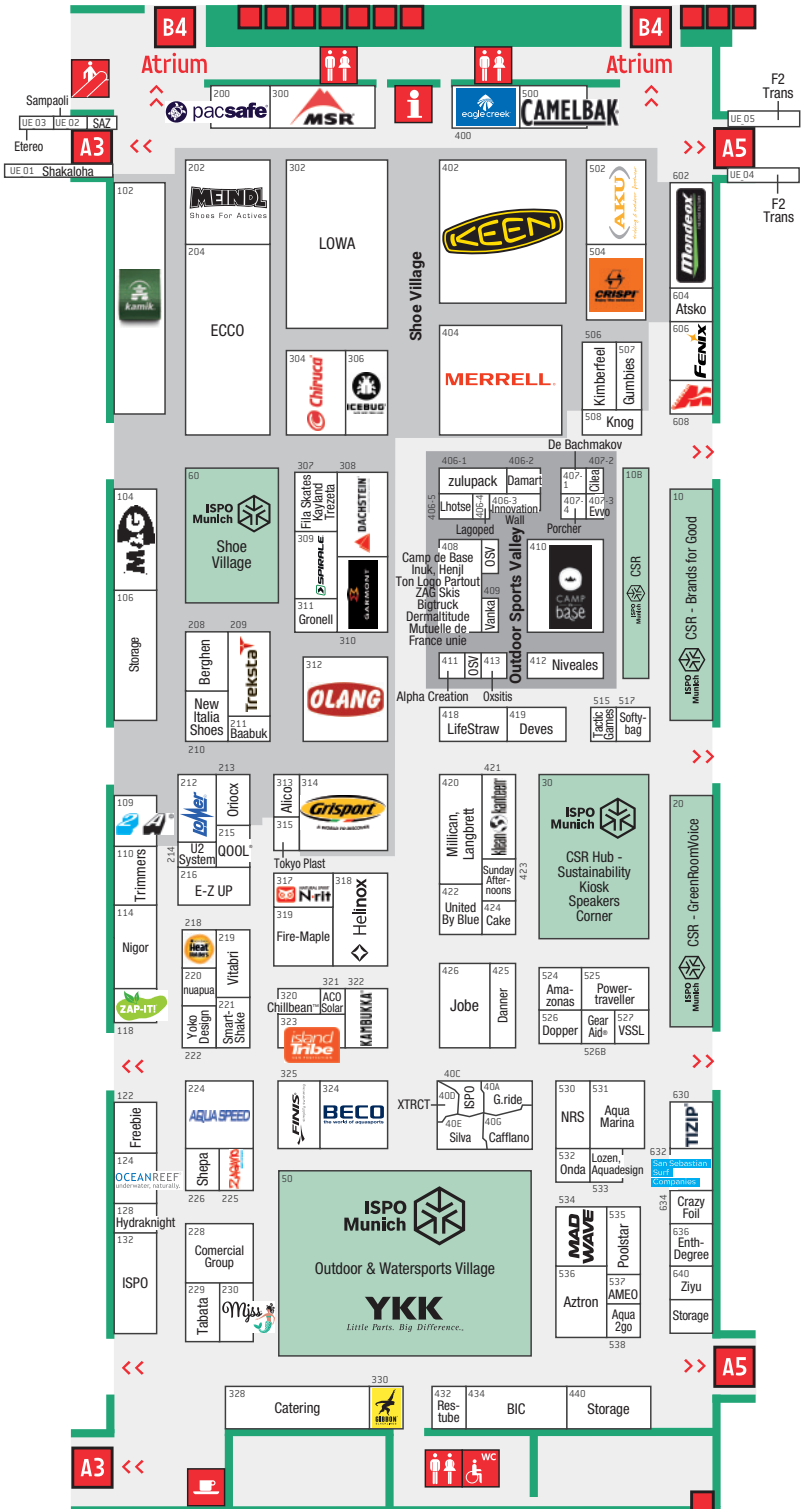 B4
B4
Atrium
Atrium
Sampaoli
UE 03
UE 02
SAZ
Etereo
A3
<<
UE 01
Shakaloha
200
pacsafe
300
MSR
i
eagle creek
400
500
CAMELBAK
F2
Trans
UE 05
>>
A5
UE 04
F2
Trans
102
kamik
202
MEINDL
Shoes For Actives
204
ECCO
302
LOWA
304
Chiruca
306
ICEBUG
Shoe Village
402
KEEN
404
MERRELL
502
AKU
504
CRISPI
506
Kimberfeel
507
Gumbies
508
Knog
602
Mondeox
604
Atsko
606
FENIX
608
>>
104
M&G
106
Storage
60
ISPO
Munich
Shoe
Village
307
Fila Skates
Kayland
Trezeta
308
DACHSTEIN
309
SPIRALE
311
Gronell
GARMONT
310
208
Berghen
209
Treksta
New
Italia
Shoes
210
211
Baabuk
312
OLANG
De Bachmakov
406-1
zulupack
406-2
Damart
406-5
Lhotse
406-4
Lagoped
406-3
Innovation
Wall
407-1
407-2
Cilea
407-4
407-3
Evvo
Porcher
408
Camp de Base
Inuk, Henjl
Ton Logo Partout
ZAG Skis
Bigtruck
Dermaltitude
Mutuelle de
France unie
OSV
409
Vanka
Outdoor Sports Valley
410
CAMP
de
base
411
OSV
413
412
Niveales
Alpha Creation
Oxsitis
10B
ISPO
Munich
CSR
10
ISPO
Munich
CSR - Brands for Good
418
LifeStraw
419
Deves
515
Tactic
Games
517
Softy-
bag
>>
109
2A
110
Trimmers
114
Nigor
ZAP-IT!
118
<<
212
LOMER
213
Oriocx
214
U2
System
215
QOOL
216
E-Z UP
313
Alico
314
Grisport
315
Tokyo Plast
317
N·rit
318
Helinox
319
Fire-Maple
218
Heat
Holders
219
Vitabri
220
nuapua
Yoko
Design
222
221
Smart-
Shake
320
Chillbean™
321
ACO
Solar
322
KAMBUKKA
323
island
Tribe
420
Millican,
Langbrett
421
klean kanteen
422
United
By Blue
Sunday
After-
noons
423
424
Cake
30
ISPO
Munich
CSR Hub -
Sustainability
Kiosk
Speakers
Corner
20
ISPO
Munich
CSR - GreenRoomVoice
426
Jobe
425
Danner
524
Ama-
zonas
525
Power-
traveller
526
Dopper
Gear
Aid®
526B
527
VSSL
>>
122
Freebie
124
OCEANREEF
underwater, naturally.
128
Hydraknight
132
ISPO
224
AQUA SPEED
Shepa
226
ZAGANO
225
325
FINIS
324
BECO
the world of aquasports
XTRCT
40C
40D
ISPO
40A
G.ride
40E
Silva
40G
Cafflano
530
NRS
531
Aqua
Marina
532
Onda
Lozen,
Aquadesign
533
630
TIZIP
632
San Sebastian
Surf
Companies
634
Crazy
Foil
636
Enth-
Degree
640
Ziyu
Storage
228
Comercial
Group
229
Tabata
230
Miss
50
ISPO
Munich
Outdoor & Watersports Village
YKK
Little Parts. Big Difference.
534
MAD
WAVE
535
Poolstar
536
Aztron
537
AMEO
Aqua
2go
538
<<
>>
A5
328
Catering
330
GIBBON
432
Res-
tube
434
BIC
440
Storage
A3
<<
WC